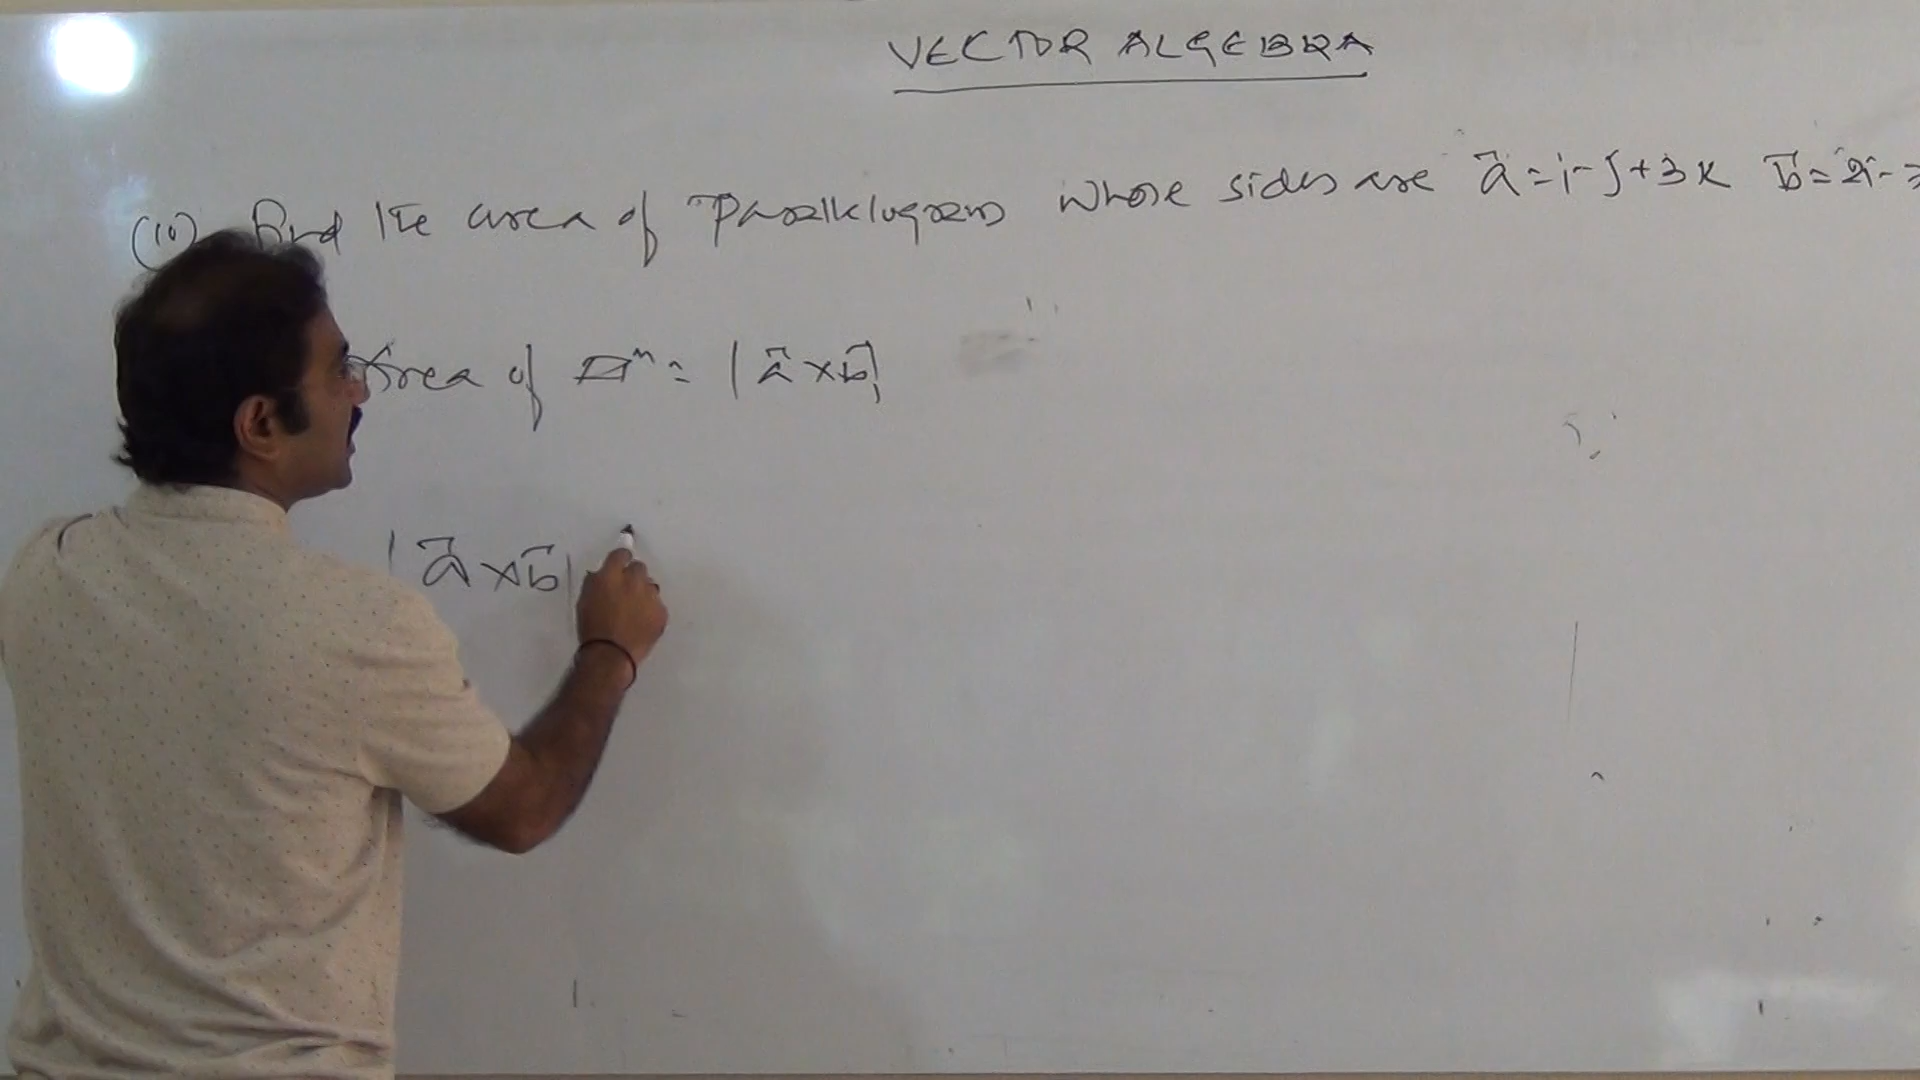 VECTOR ALGEBRA
(10) Find the area of Parallelogram whose sides are a⃗ = i - j + 3k b⃗ = 2i -
Area of ▱ᵐ = | a⃗ × b⃗ |
| a⃗ × b⃗ |